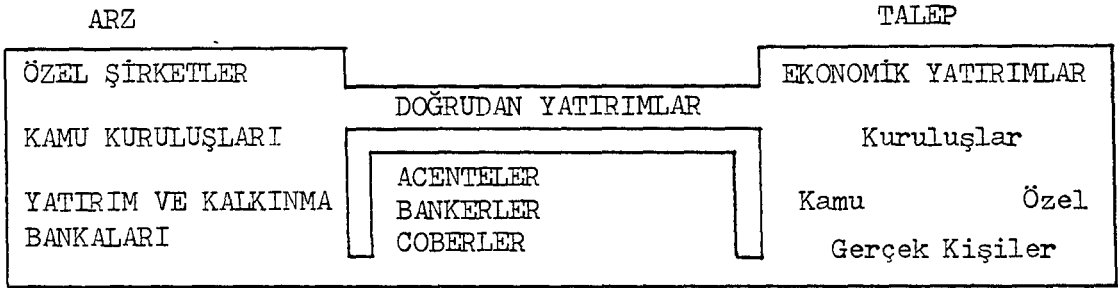 ARZ
TALEP
ÖZEL ŞİRKETLER
EKONOMİK YATIRIMLAR
DOĞRUDAN YATIRIMLAR
KAMU KURULUŞLARI
Kuruluşlar
ACENTELER
YATIRIM VE KALKINMA
BANKERLER
Kamu Özel
BANKALARI
COBERLER
Gerçek Kişiler